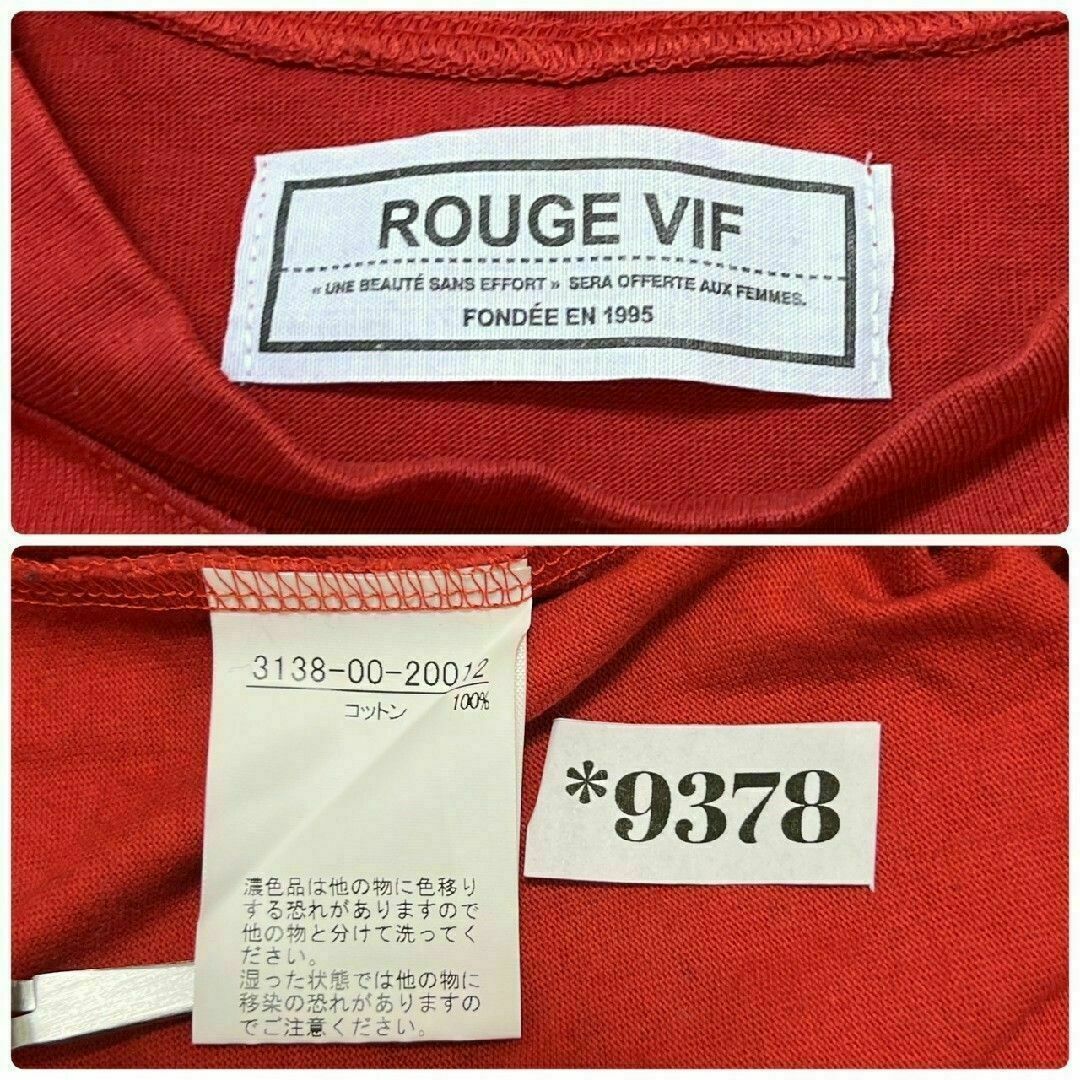 ROUGE VIF
« UNE BEAUTÉ SANS EFFORT » SERA OFFERTE AUX FEMMES.
FONDÉE EN 1995
3138-00-20012
コットン 100%
*9378
濃色品は他の物に色移り
する恐れがありますので
他の物と分けて洗ってく
ださい。
湿った状態では他の物に
移染の恐れがありますの
でご注意ください。